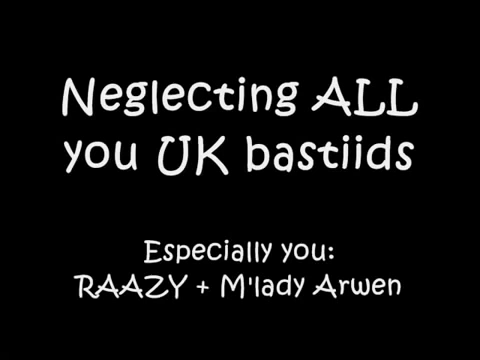 Neglecting ALL
you UK bastiids
Especially you:
RAAZY + M'lady Arwen